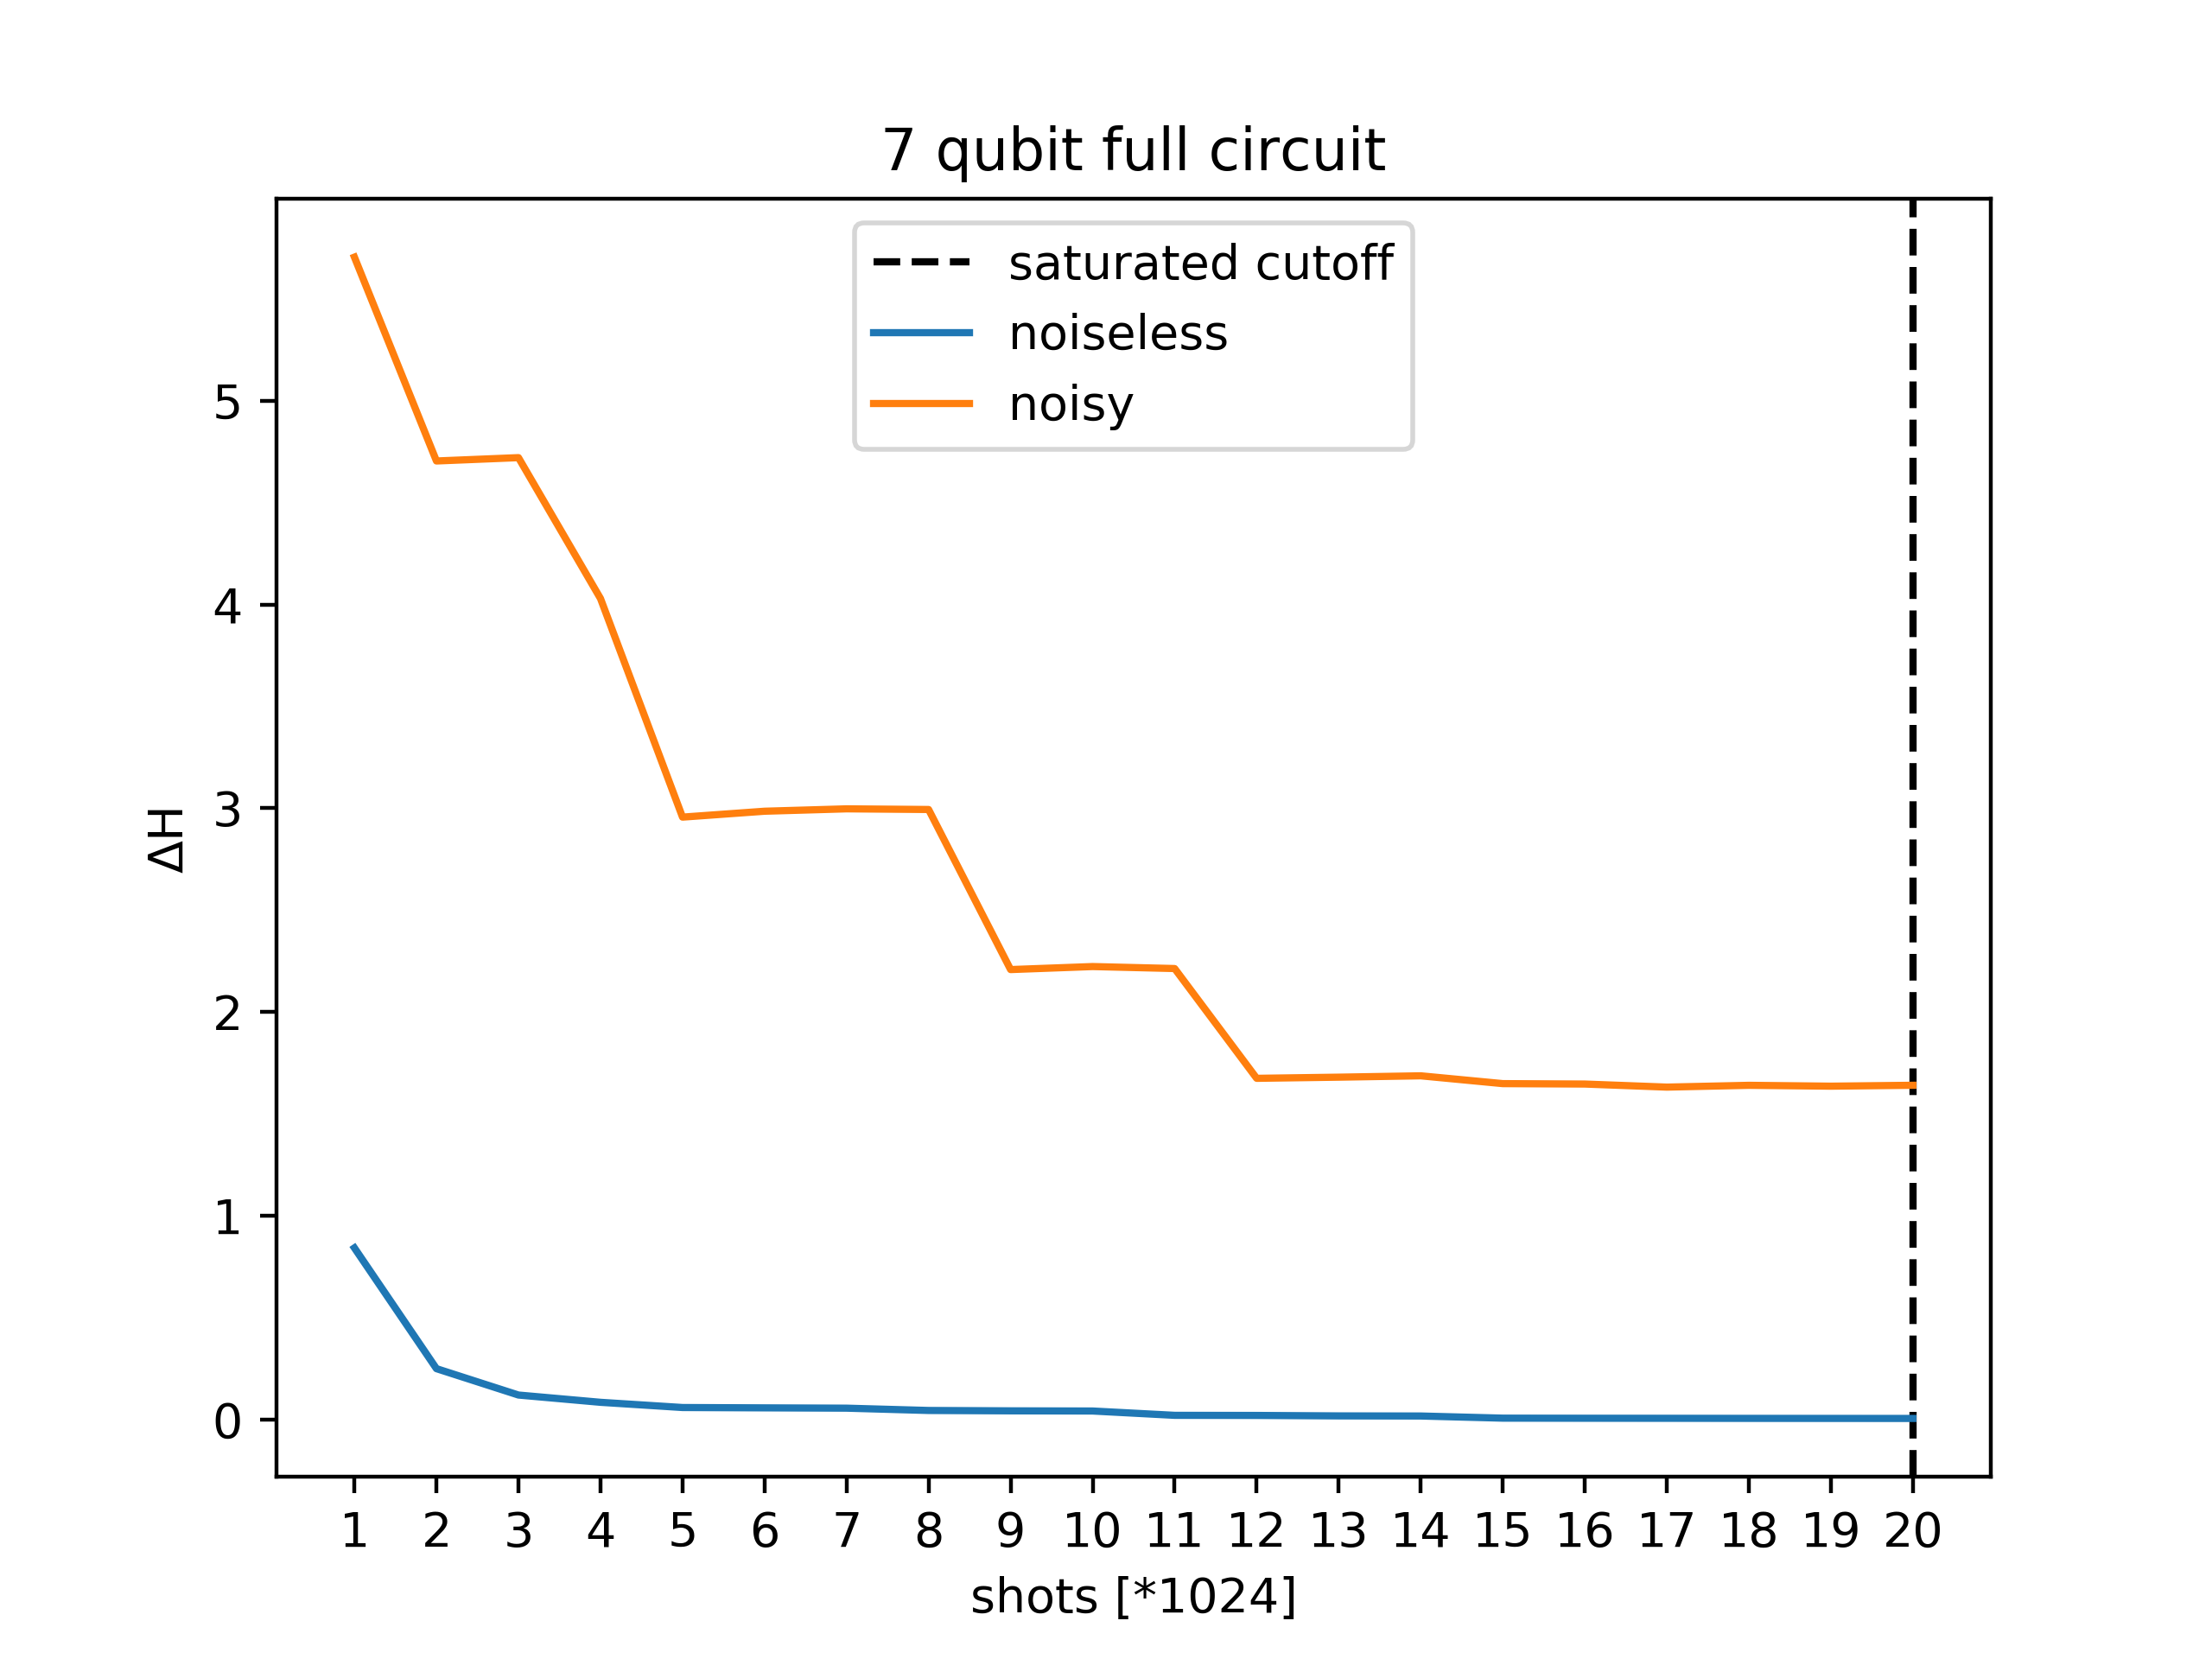 7 qubit full circuit
saturated cutoff
noiseless
noisy
5
4
3
2
1
0
ΔH
1 2 3 4 5 6 7 8 9 10 11 12 13 14 15 16 17 18 19 20
shots [*1024]